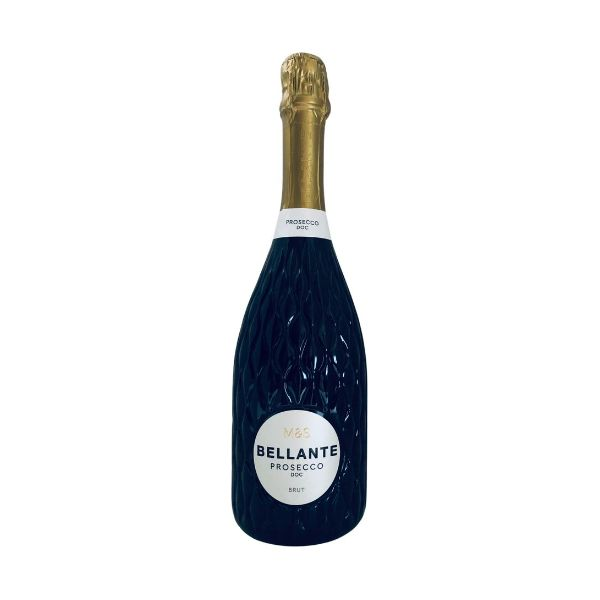 PROSECCO
DOC
M&S
BELLANTE
PROSECCO
DOC
BRUT